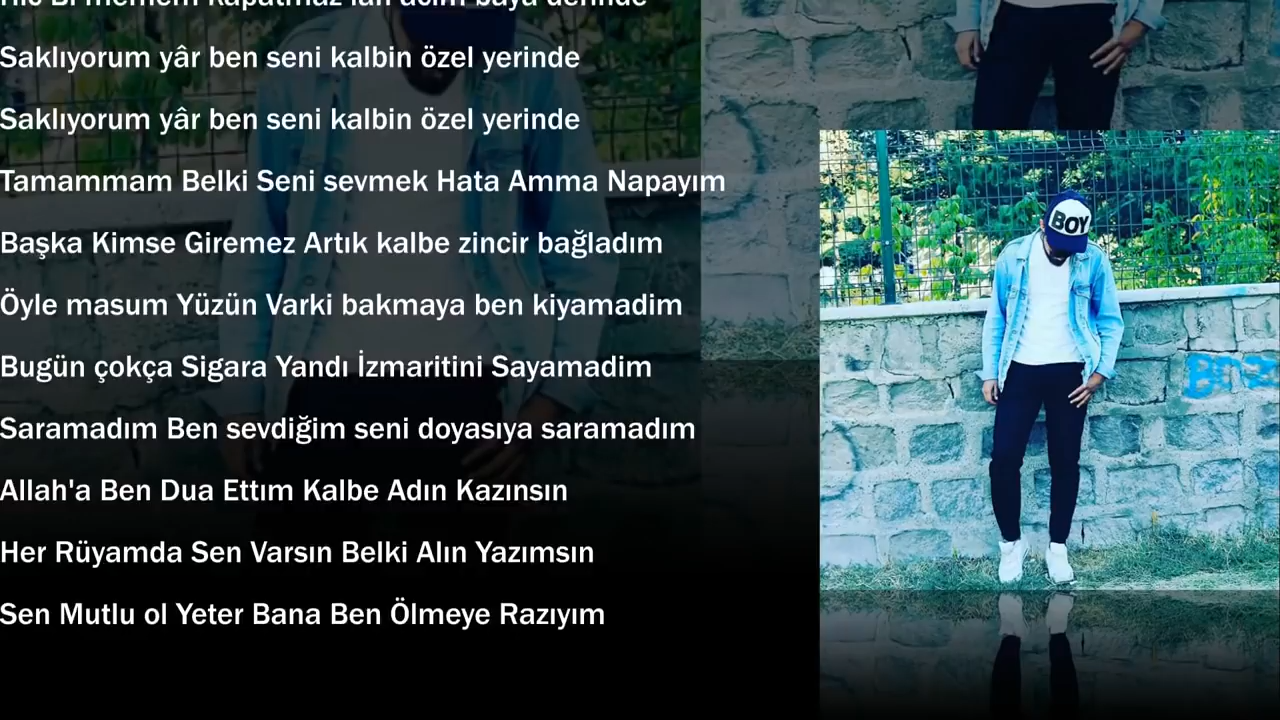 Saklıyorum yâr ben seni kalbin özel yerinde
Saklıyorum yâr ben seni kalbin özel yerinde
Tamammam Belki Seni sevmek Hata Amma Napayım
Başka Kimse Giremez Artık kalbe zincir bağladım
Öyle masum Yüzün Varki bakmaya ben kiyamadim
Bugün çokça Sigara Yandı İzmaritini Sayamadim
Saramadım Ben sevdiğim seni doyasıya saramadım
Allah'a Ben Dua Ettım Kalbe Adın Kazınsın
Her Rüyamda Sen Varsın Belki Alın Yazımsın
Sen Mutlu ol Yeter Bana Ben Ölmeye Razıyım
BOY